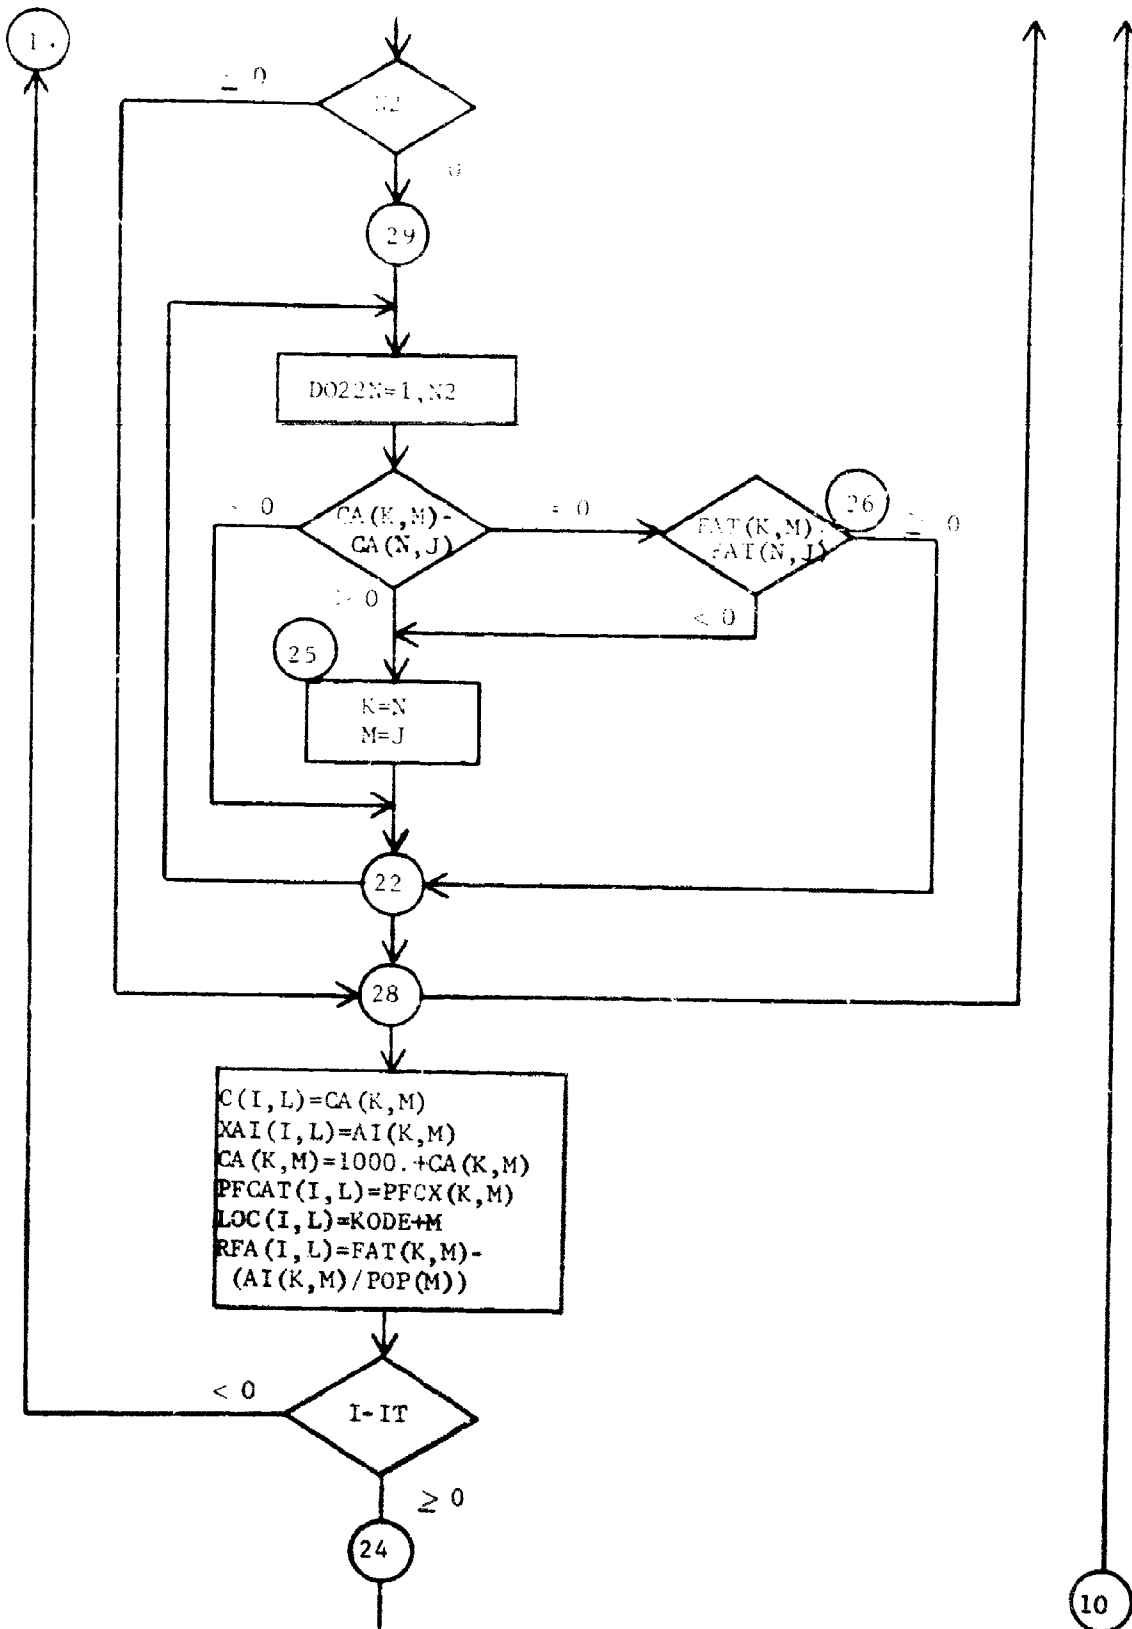 1.
0
N2
0
29
DO22N=1,N2
0
CA(K,M)-
CA(N,J)
= 0
FAT(K,M)-
FAT(N,J)
26
≥ 0
> 0
< 0
25
K=N
M=J
22
28
C(I,L)=CA(K,M)
XAI(I,L)=AI(K,M)
CA(K,M)=1000.+CA(K,M)
PFCAT(I,L)=PFCX(K,M)
LOC(I,L)=KODE+M
RFA(I,L)=FAT(K,M)-
(AI(K,M)/POP(M))
< 0
I-IT
≥ 0
24
10